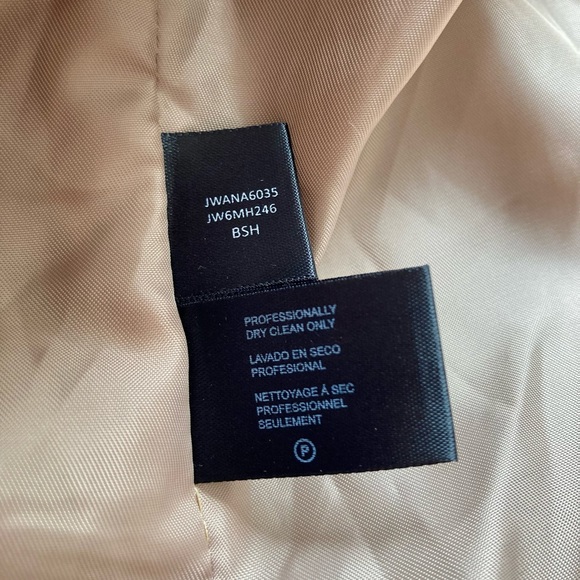 JWANA6035
JW6MH246
BSH
PROFESSIONALLY
DRY CLEAN ONLY
LAVADO EN SECO
PROFESIONAL
NETTOYAGE À SEC
PROFESSIONNEL
SEULEMENT
P